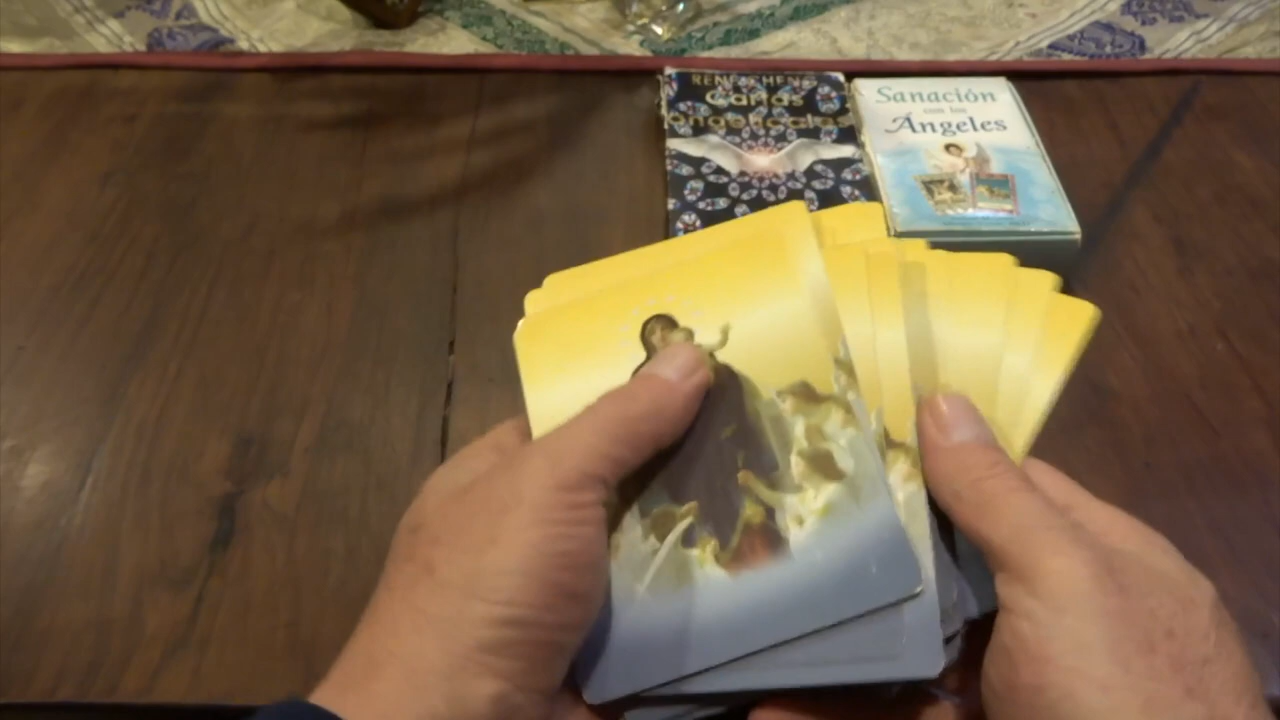 Cartas
angelicales
Sanación
con los
Ángeles